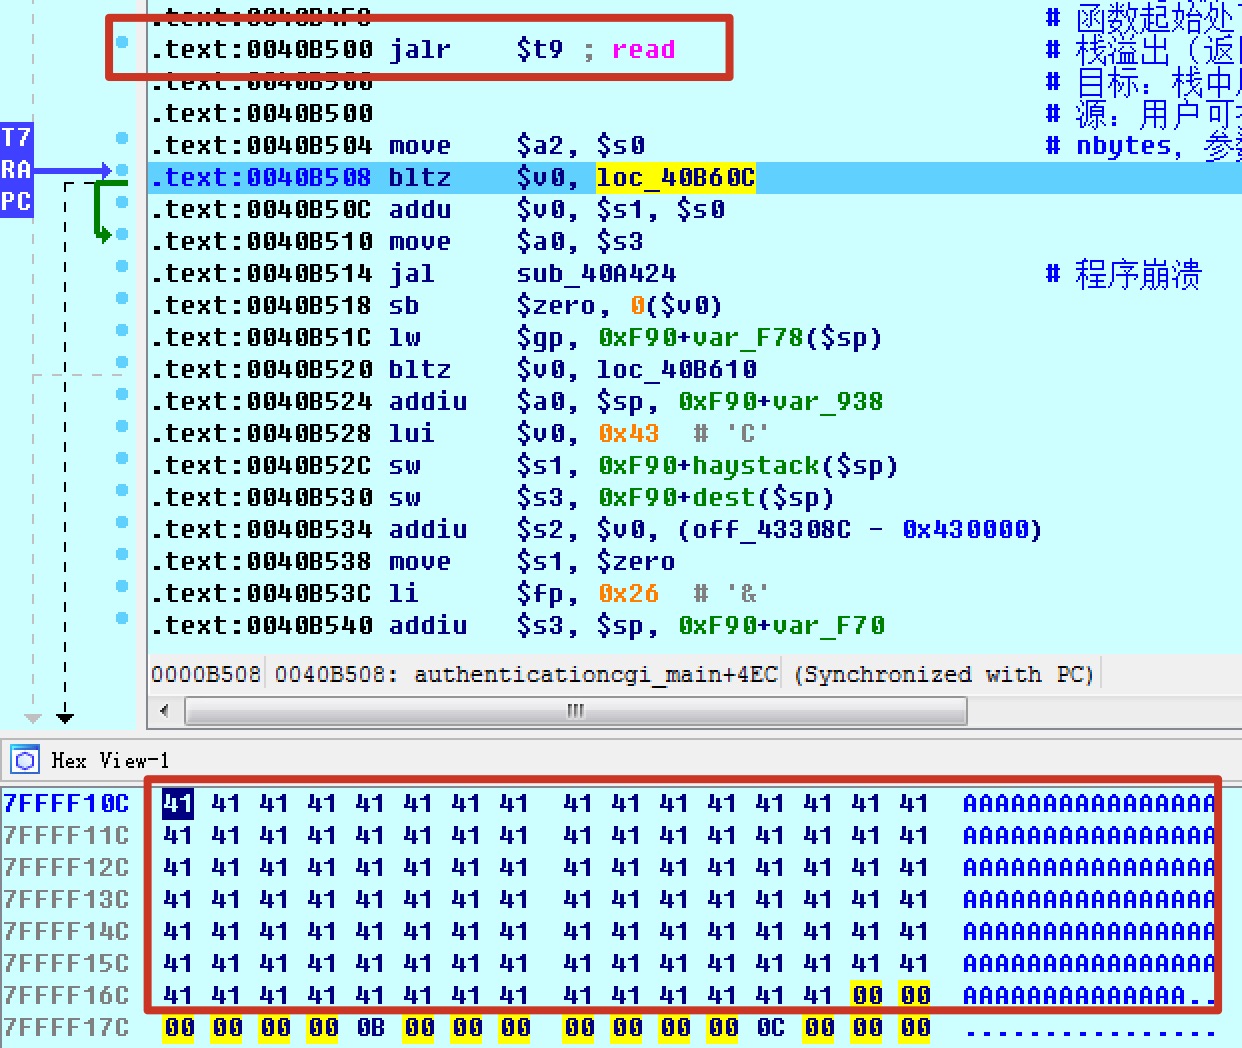 .text:0040B4F0
# 函数起始处
.text:0040B500 jalr $t9 ; read # 栈溢出（返
.text:0040B500 # 目标：栈中
.text:0040B500 # 源：用户可
.text:0040B504 move $a2, $s0 # nbytes, 参
.text:0040B508 bltz $v0, loc_40B60C
.text:0040B50C addu $v0, $s1, $s0
.text:0040B510 move $a0, $s3
.text:0040B514 jal sub_40A424 # 程序崩溃
.text:0040B518 sb $zero, 0($v0)
.text:0040B51C lw $gp, 0xF90+var_F78($sp)
.text:0040B520 bltz $v0, loc_40B610
.text:0040B524 addiu $a0, $sp, 0xF90+var_938
.text:0040B528 lui $v0, 0x43 # 'C'
.text:0040B52C sw $s1, 0xF90+haystack($sp)
.text:0040B530 sw $s3, 0xF90+dest($sp)
.text:0040B534 addiu $s2, $v0, (off_43308C - 0x430000)
.text:0040B538 move $s1, $zero
.text:0040B53C li $fp, 0x26 # '&'
.text:0040B540 addiu $s3, $sp, 0xF90+var_F70
T7
RA
PC
0000B508 0040B508: authenticationcgi_main+4EC (Synchronized with PC)
Hex View-1
7FFFF10C 41 41 41 41 41 41 41 41 41 41 41 41 41 41 41 41 AAAAAAAAAAAAAAAA
7FFFF11C 41 41 41 41 41 41 41 41 41 41 41 41 41 41 41 41 AAAAAAAAAAAAAAAA
7FFFF12C 41 41 41 41 41 41 41 41 41 41 41 41 41 41 41 41 AAAAAAAAAAAAAAAA
7FFFF13C 41 41 41 41 41 41 41 41 41 41 41 41 41 41 41 41 AAAAAAAAAAAAAAAA
7FFFF14C 41 41 41 41 41 41 41 41 41 41 41 41 41 41 41 41 AAAAAAAAAAAAAAAA
7FFFF15C 41 41 41 41 41 41 41 41 41 41 41 41 41 41 41 41 AAAAAAAAAAAAAAAA
7FFFF16C 41 41 41 41 41 41 41 41 41 41 41 41 41 41 00 00 AAAAAAAAAAAAAA..
7FFFF17C 00 00 00 00 0B 00 00 00 00 00 00 00 0C 00 00 00 ................